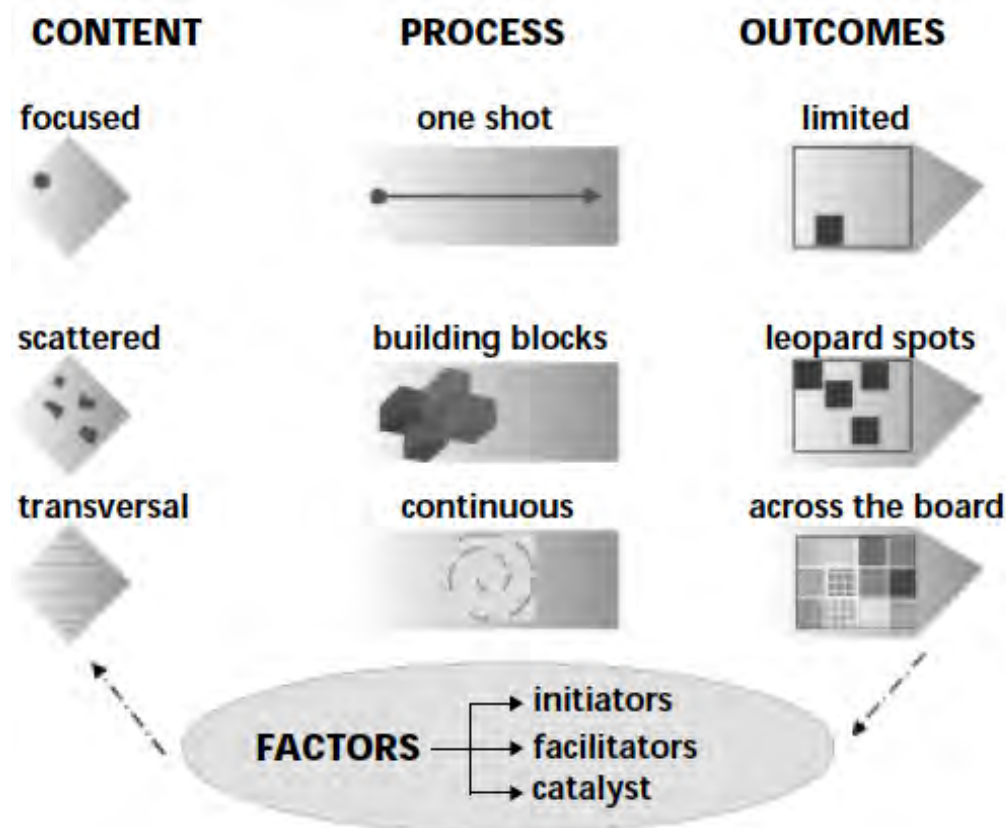 CONTENT PROCESS OUTCOMES
focused one shot limited
scattered building blocks leopard spots
transversal continuous across the board
initiators
FACTORS facilitators
catalyst